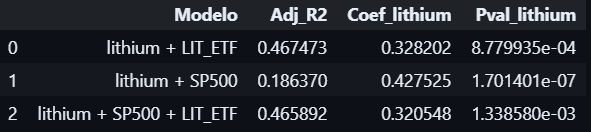 Modelo Adj_R2 Coef_lithium Pval_lithium
0 lithium + LIT_ETF 0.467473 0.328202 8.779935e-04
1 lithium + SP500 0.186370 0.427525 1.701401e-07
2 lithium + SP500 + LIT_ETF 0.465892 0.320548 1.338580e-03